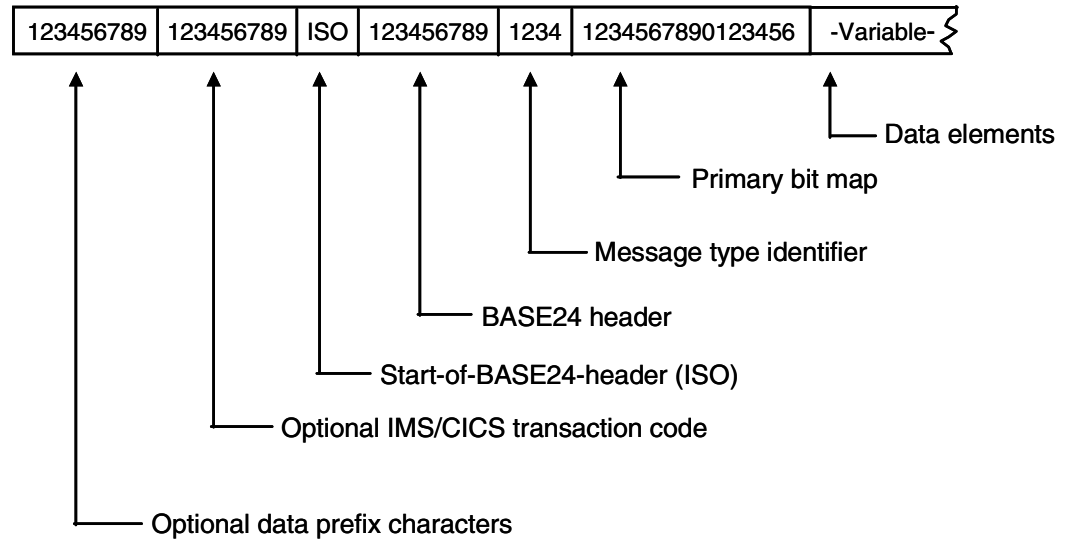 123456789 123456789 ISO 123456789 1234 1234567890123456 -Variable-
Data elements
Primary bit map
Message type identifier
BASE24 header
Start-of-BASE24-header (ISO)
Optional IMS/CICS transaction code
Optional data prefix characters